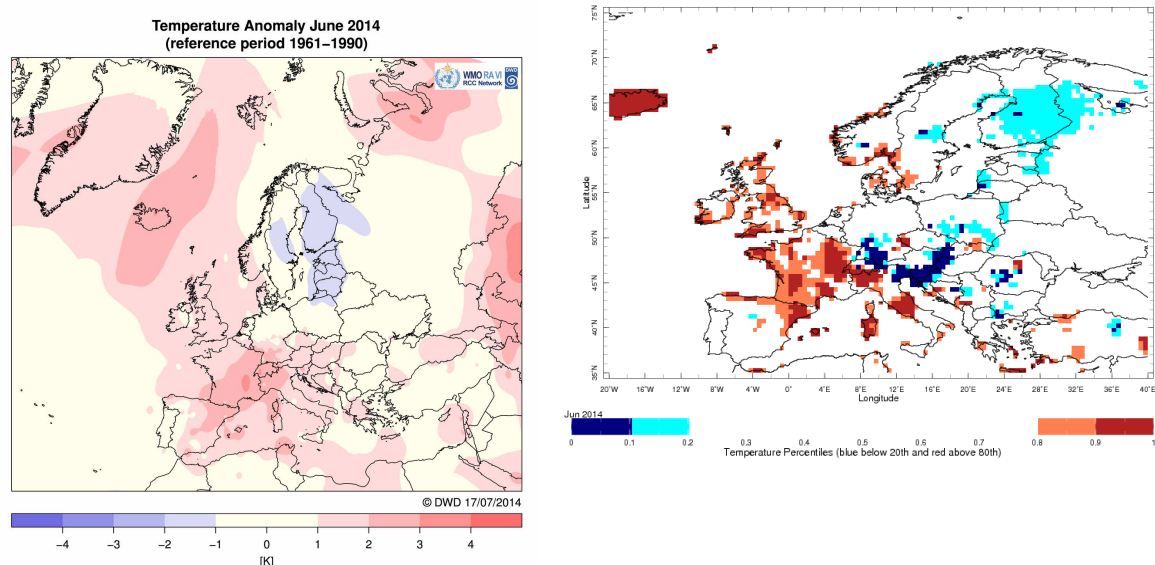 Temperature Anomaly June 2014
(reference period 1961−1990)
WMO RA VI
RCC Network
DWD
© DWD 17/07/2014
−4 −3 −2 −1 0 1 2 3 4
[K]
75°N
70°N
65°N
60°N
55°N
50°N
45°N
40°N
35°N
Latitude
20°W 16°W 12°W 8°W 4°W 0° 4°E 8°E 12°E 16°E 20°E 24°E 28°E 32°E 36°E 40°E
Longitude
Jun 2014
0 0.1 0.2 0.3 0.4 0.5 0.6 0.7 0.8 0.9 1
Temperature Percentiles (blue below 20th and red above 80th)